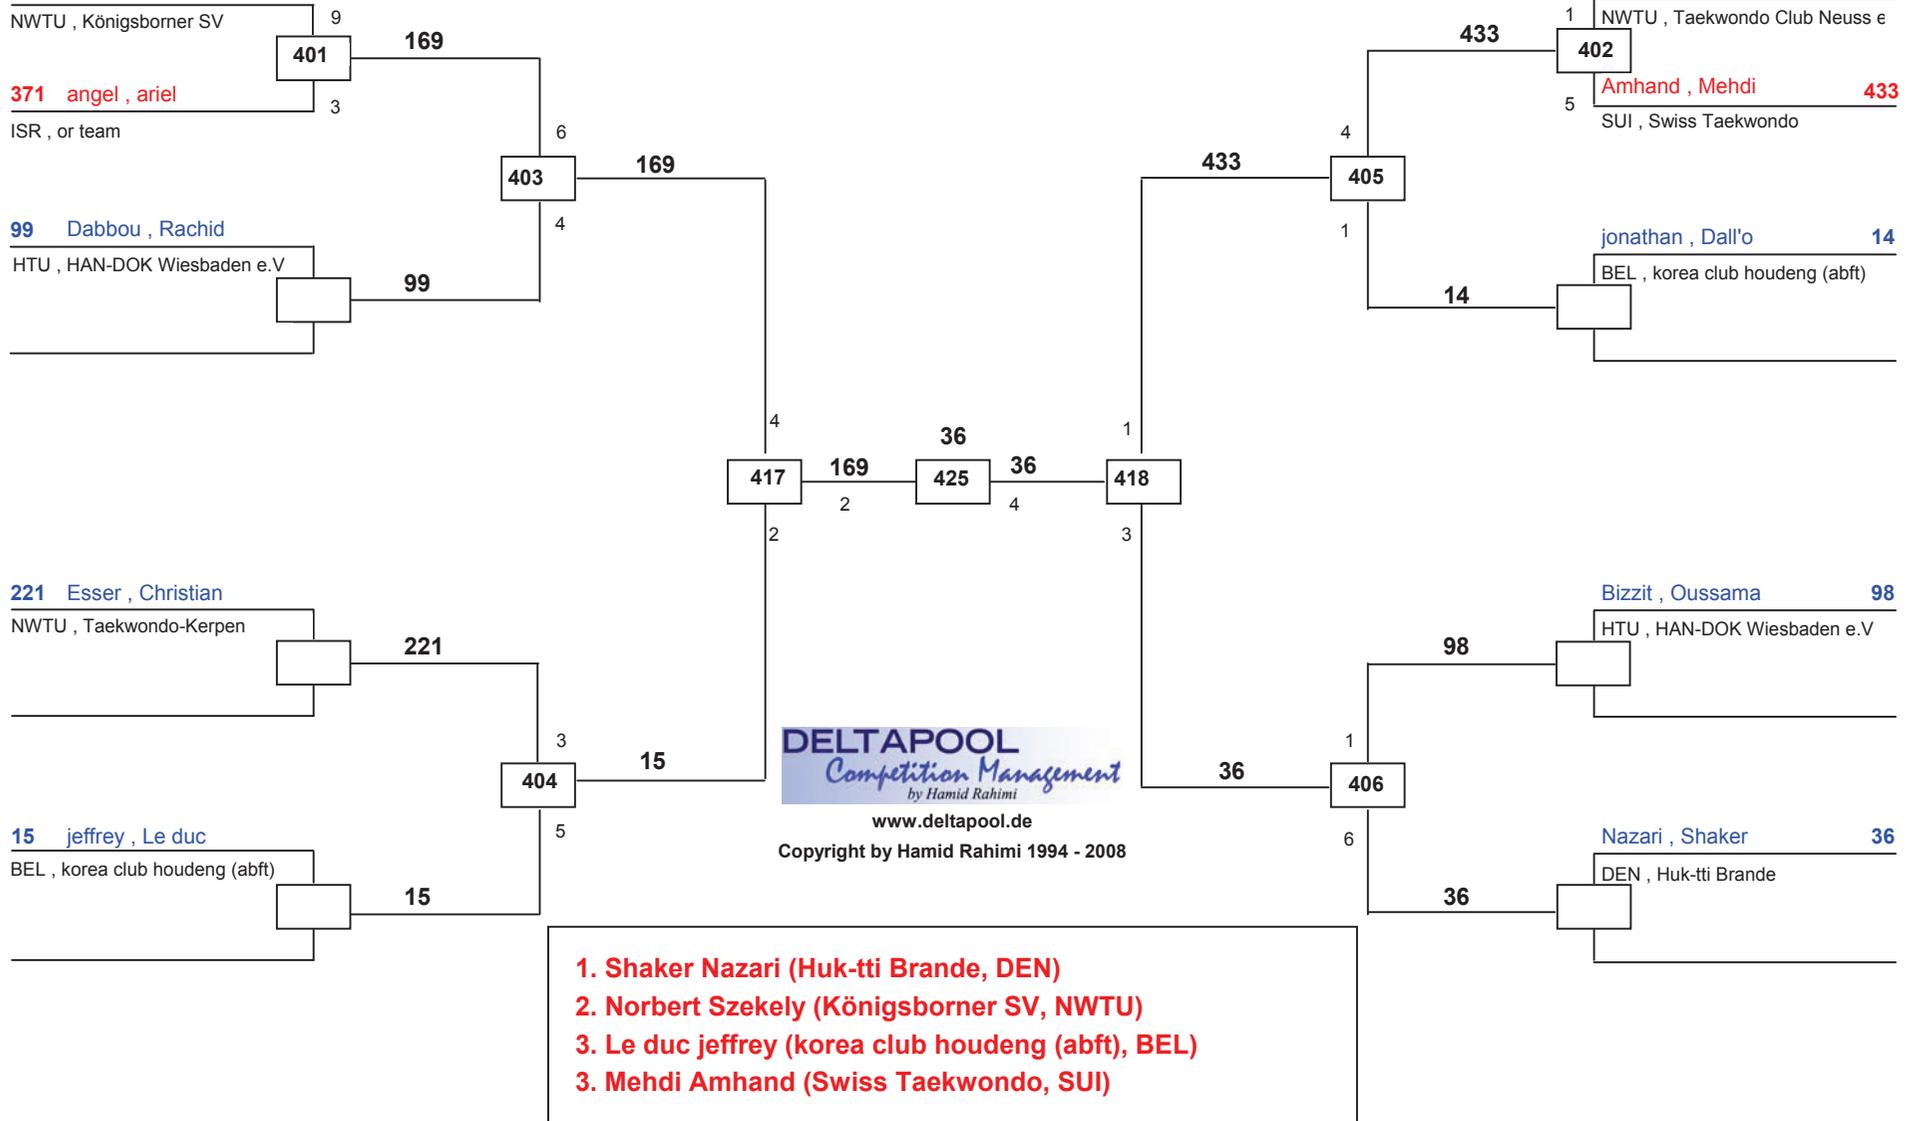 NWTU , Königsborner SV
9
401
169
371 angel , ariel
3
ISR , or team
6
403
169
4
99 Dabbou , Rachid
HTU , HAN-DOK Wiesbaden e.V
99
4
417
169
2
2
36
425
36
4
221 Esser , Christian
NWTU , Taekwondo-Kerpen
221
3
404
15
5
15 jeffrey , Le duc
BEL , korea club houdeng (abft)
15
1
NWTU , Taekwondo Club Neuss e
433
402
Amhand , Mehdi 433
5
SUI , Swiss Taekwondo
4
433
405
1
jonathan , Dall'o 14
BEL , korea club houdeng (abft)
14
1
418
3
Bizzit , Oussama 98
HTU , HAN-DOK Wiesbaden e.V
98
1
36
406
6
Nazari , Shaker 36
DEN , Huk-tti Brande
36
DELTAPOOL
Competition Management
by Hamid Rahimi
www.deltapool.de
Copyright by Hamid Rahimi 1994 - 2008
1. Shaker Nazari (Huk-tti Brande, DEN)
2. Norbert Szekely (Königsborner SV, NWTU)
3. Le duc jeffrey (korea club houdeng (abft), BEL)
3. Mehdi Amhand (Swiss Taekwondo, SUI)